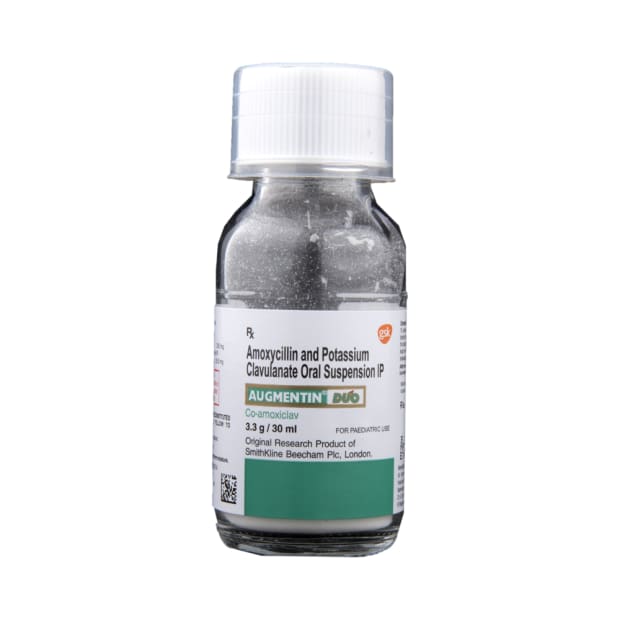 Rx
gsk
Amoxycillin and Potassium
Clavulanate Oral Suspension IP
AUGMENTIN DUO
Co-amoxiclav
3.3 g / 30 ml
FOR PAEDIATRIC USE
Original Research Product of
SmithKline Beecham Plc, London.